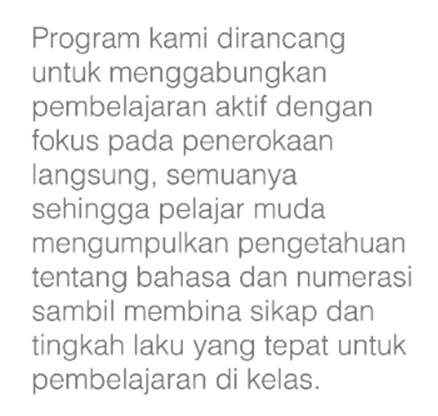 Program kami dirancang
untuk menggabungkan
pembelajaran aktif dengan
fokus pada penerokaan
langsung, semuanya
sehingga pelajar muda
mengumpulkan pengetahuan
tentang bahasa dan numerasi
sambil membina sikap dan
tingkah laku yang tepat untuk
pembelajaran di kelas.